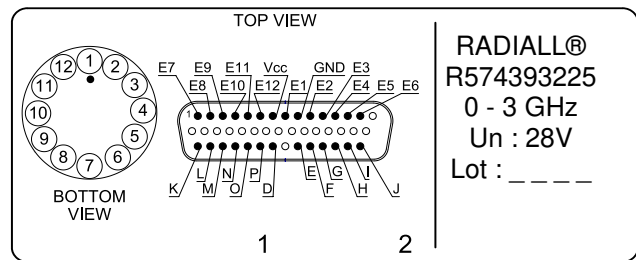 TOP VIEW
E7 E9 E11 Vcc GND E3
E8 E10 E12 E1 E2 E4 E5 E6
1
12 1 2
11 3
10 4
9 5
8 7 6
L N P E G I
K M O D F H J
BOTTOM
VIEW
1 2
RADIALL®
R574393225
0 - 3 GHz
Un : 28V
Lot : _ _ _ _